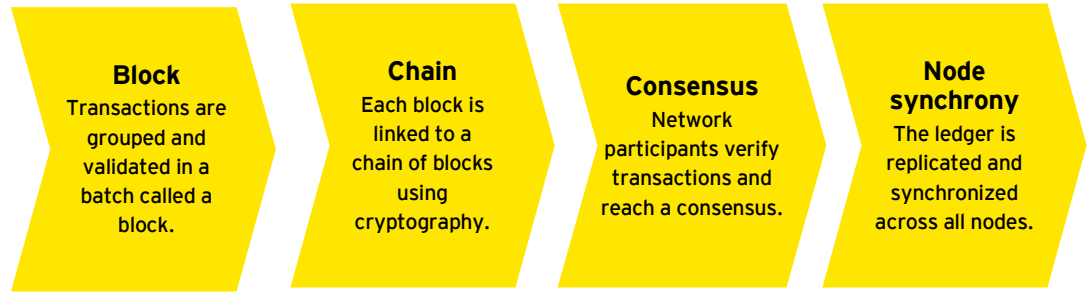 Block
Transactions are
grouped and
validated in a
batch called a
block.
Chain
Each block is
linked to a
chain of blocks
using
cryptography.
Consensus
Network
participants verify
transactions and
reach a consensus.
Node
synchrony
The ledger is
replicated and
synchronized
across all nodes.